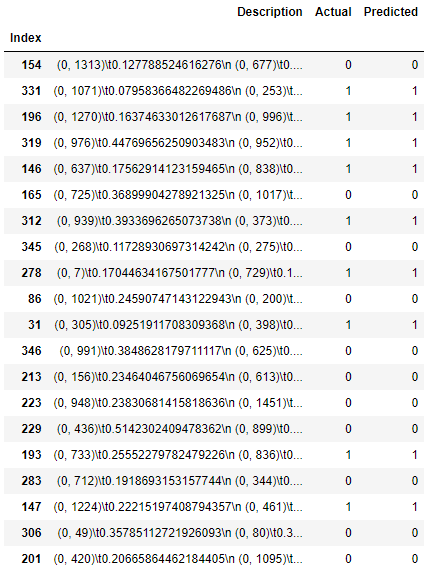 Description Actual Predicted
Index
154 (0, 1313)\t0.127788524616276\n (0, 677)\t0.... 0 0
331 (0, 1071)\t0.07958366482269486\n (0, 253)\t... 1 1
196 (0, 1270)\t0.16374633012617687\n (0, 996)\t... 1 1
319 (0, 976)\t0.44769656250903483\n (0, 952)\t... 1 1
146 (0, 637)\t0.17562914123159465\n (0, 838)\t... 1 1
165 (0, 725)\t0.36899904278921325\n (0, 1017)\t... 0 0
312 (0, 939)\t0.3933696265073738\n (0, 373)\t0... 1 1
345 (0, 268)\t0.11728930697314242\n (0, 275)\t0... 0 0
278 (0, 7)\t0.17044634167501777\n (0, 729)\t0.1... 1 1
86 (0, 1021)\t0.24590747143122943\n (0, 200)\t... 0 0
31 (0, 305)\t0.09251911708309368\n (0, 398)\t0... 1 1
346 (0, 991)\t0.3848628179711117\n (0, 625)\t0... 0 0
213 (0, 156)\t0.23464046756069654\n (0, 613)\t0... 0 0
223 (0, 948)\t0.23830681415818636\n (0, 1451)\t... 0 0
229 (0, 436)\t0.5142302409478362\n (0, 899)\t0... 0 0
193 (0, 733)\t0.25552279782479226\n (0, 836)\t0... 1 1
283 (0, 712)\t0.1918693153157744\n (0, 344)\t0... 0 0
147 (0, 1224)\t0.22215197408794357\n (0, 461)\t... 1 1
306 (0, 49)\t0.35785112721926093\n (0, 80)\t0.3... 0 0
201 (0, 420)\t0.20665864462184405\n (0, 1095)\t... 0 0